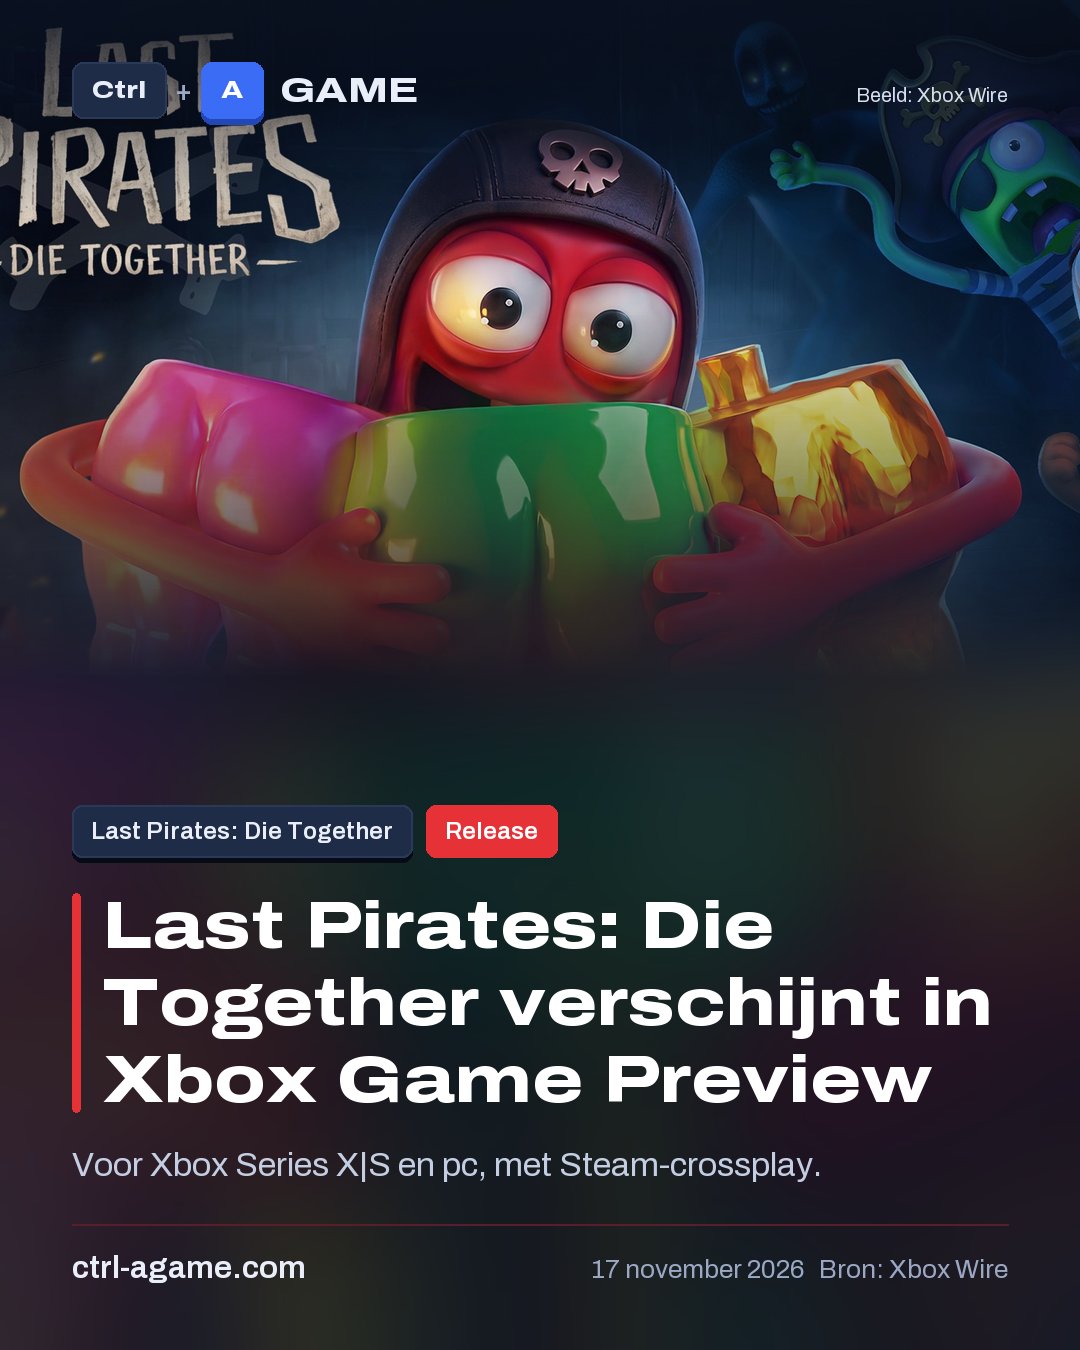 LAST
PIRATES
DIE TOGETHER
Ctrl + A GAME
Beeld: Xbox Wire
Last Pirates: Die Together
Release
Last Pirates: Die
Together verschijnt in
Xbox Game Preview
Voor Xbox Series X|S en pc, met Steam-crossplay.
ctrl-agame.com
17 november 2026 Bron: Xbox Wire